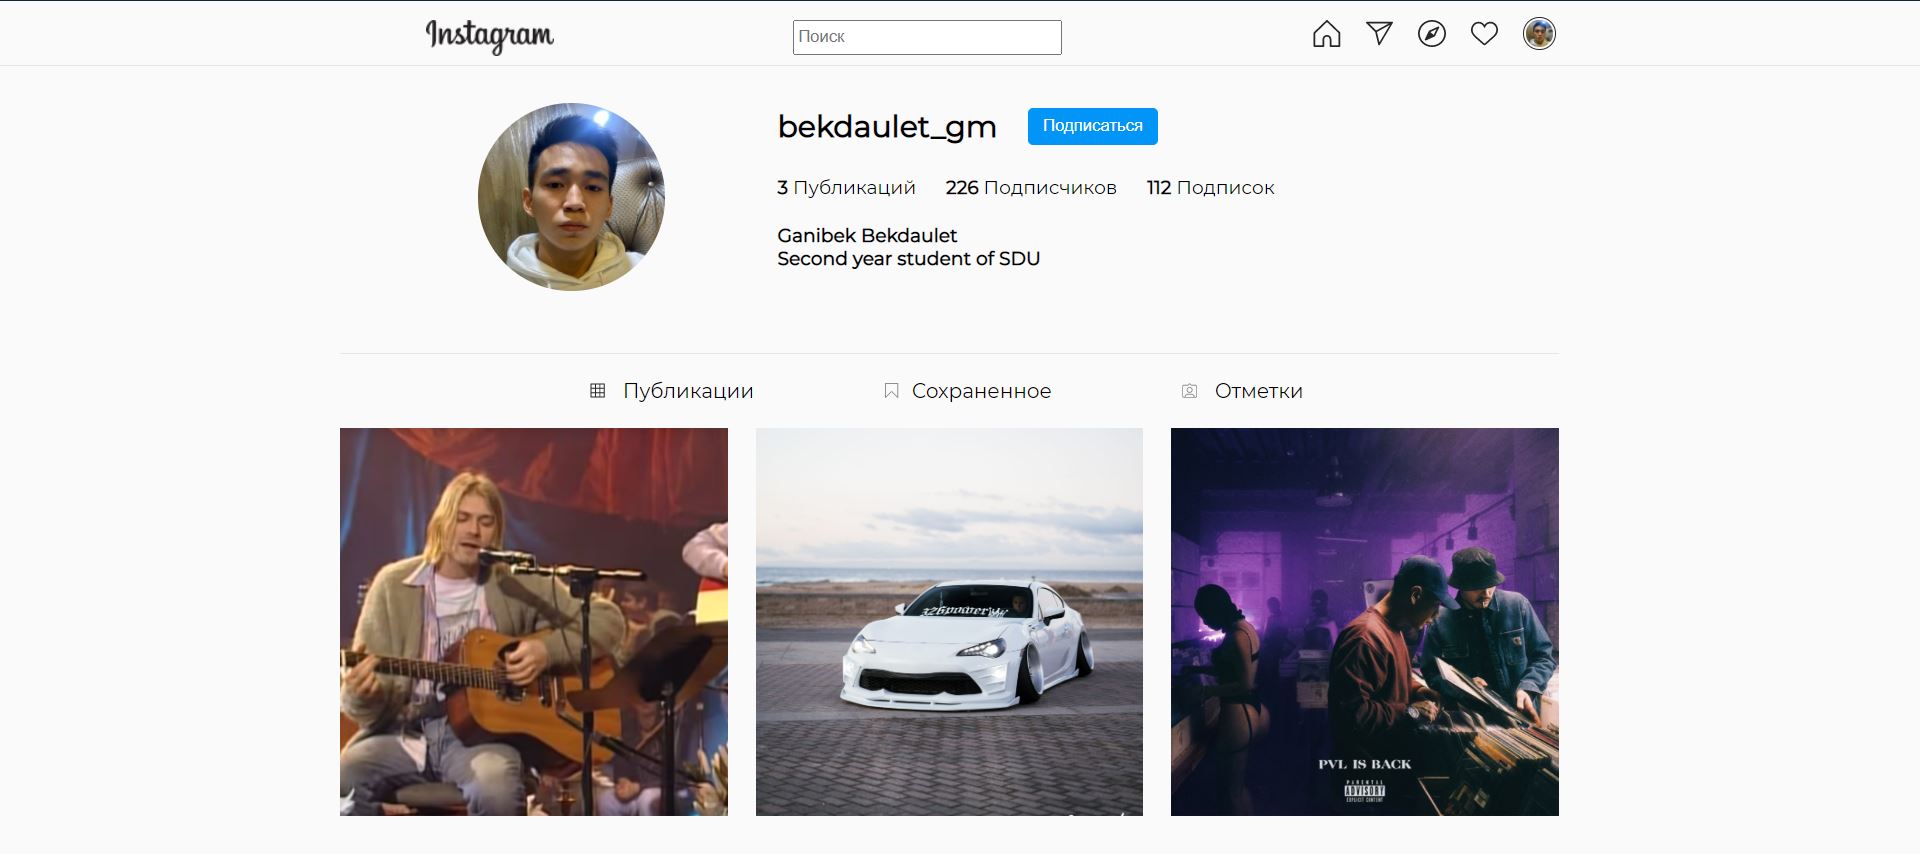 Instagram
Поиск
bekdaulet_gm
Подписаться
3 Публикаций 226 Подписчиков 112 Подписок
Ganibek Bekdaulet
Second year student of SDU
Публикации Сохраненное Отметки
PVL IS BACK
PARENTAL
ADVISORY
EXPLICIT CONTENT